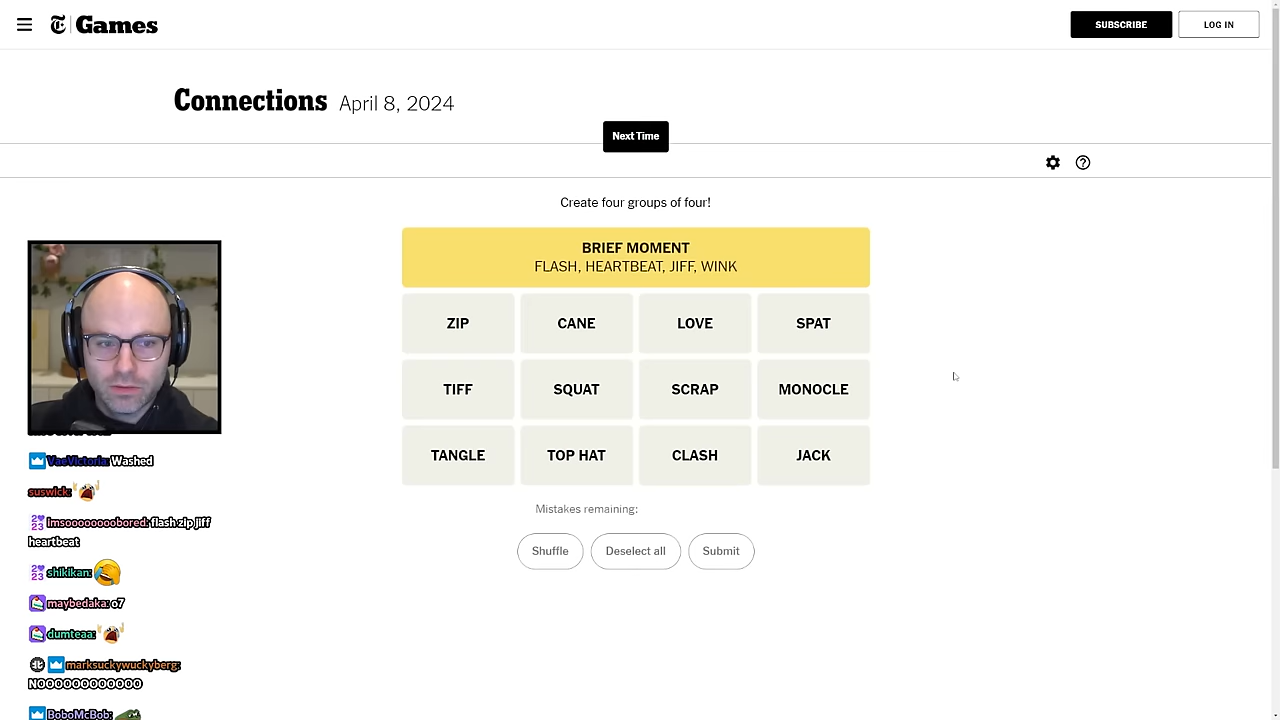 Games
SUBSCRIBE
LOG IN
Connections April 8, 2024
Next Time
Create four groups of four!
BRIEF MOMENT
FLASH, HEARTBEAT, JIFF, WINK
ZIP CANE LOVE SPAT
TIFF SQUAT SCRAP MONOCLE
TANGLE TOP HAT CLASH JACK
Mistakes remaining:
Shuffle Deselect all Submit
VaeVictoria: Washed
suswick:
lmsoooooooobored: flash zip jiff
heartbeat
shikikan:
maybedaka: o7
dumteaa:
marksuckywuckyberg:
NOOOOOOOOOOOO
BoboMcBob: